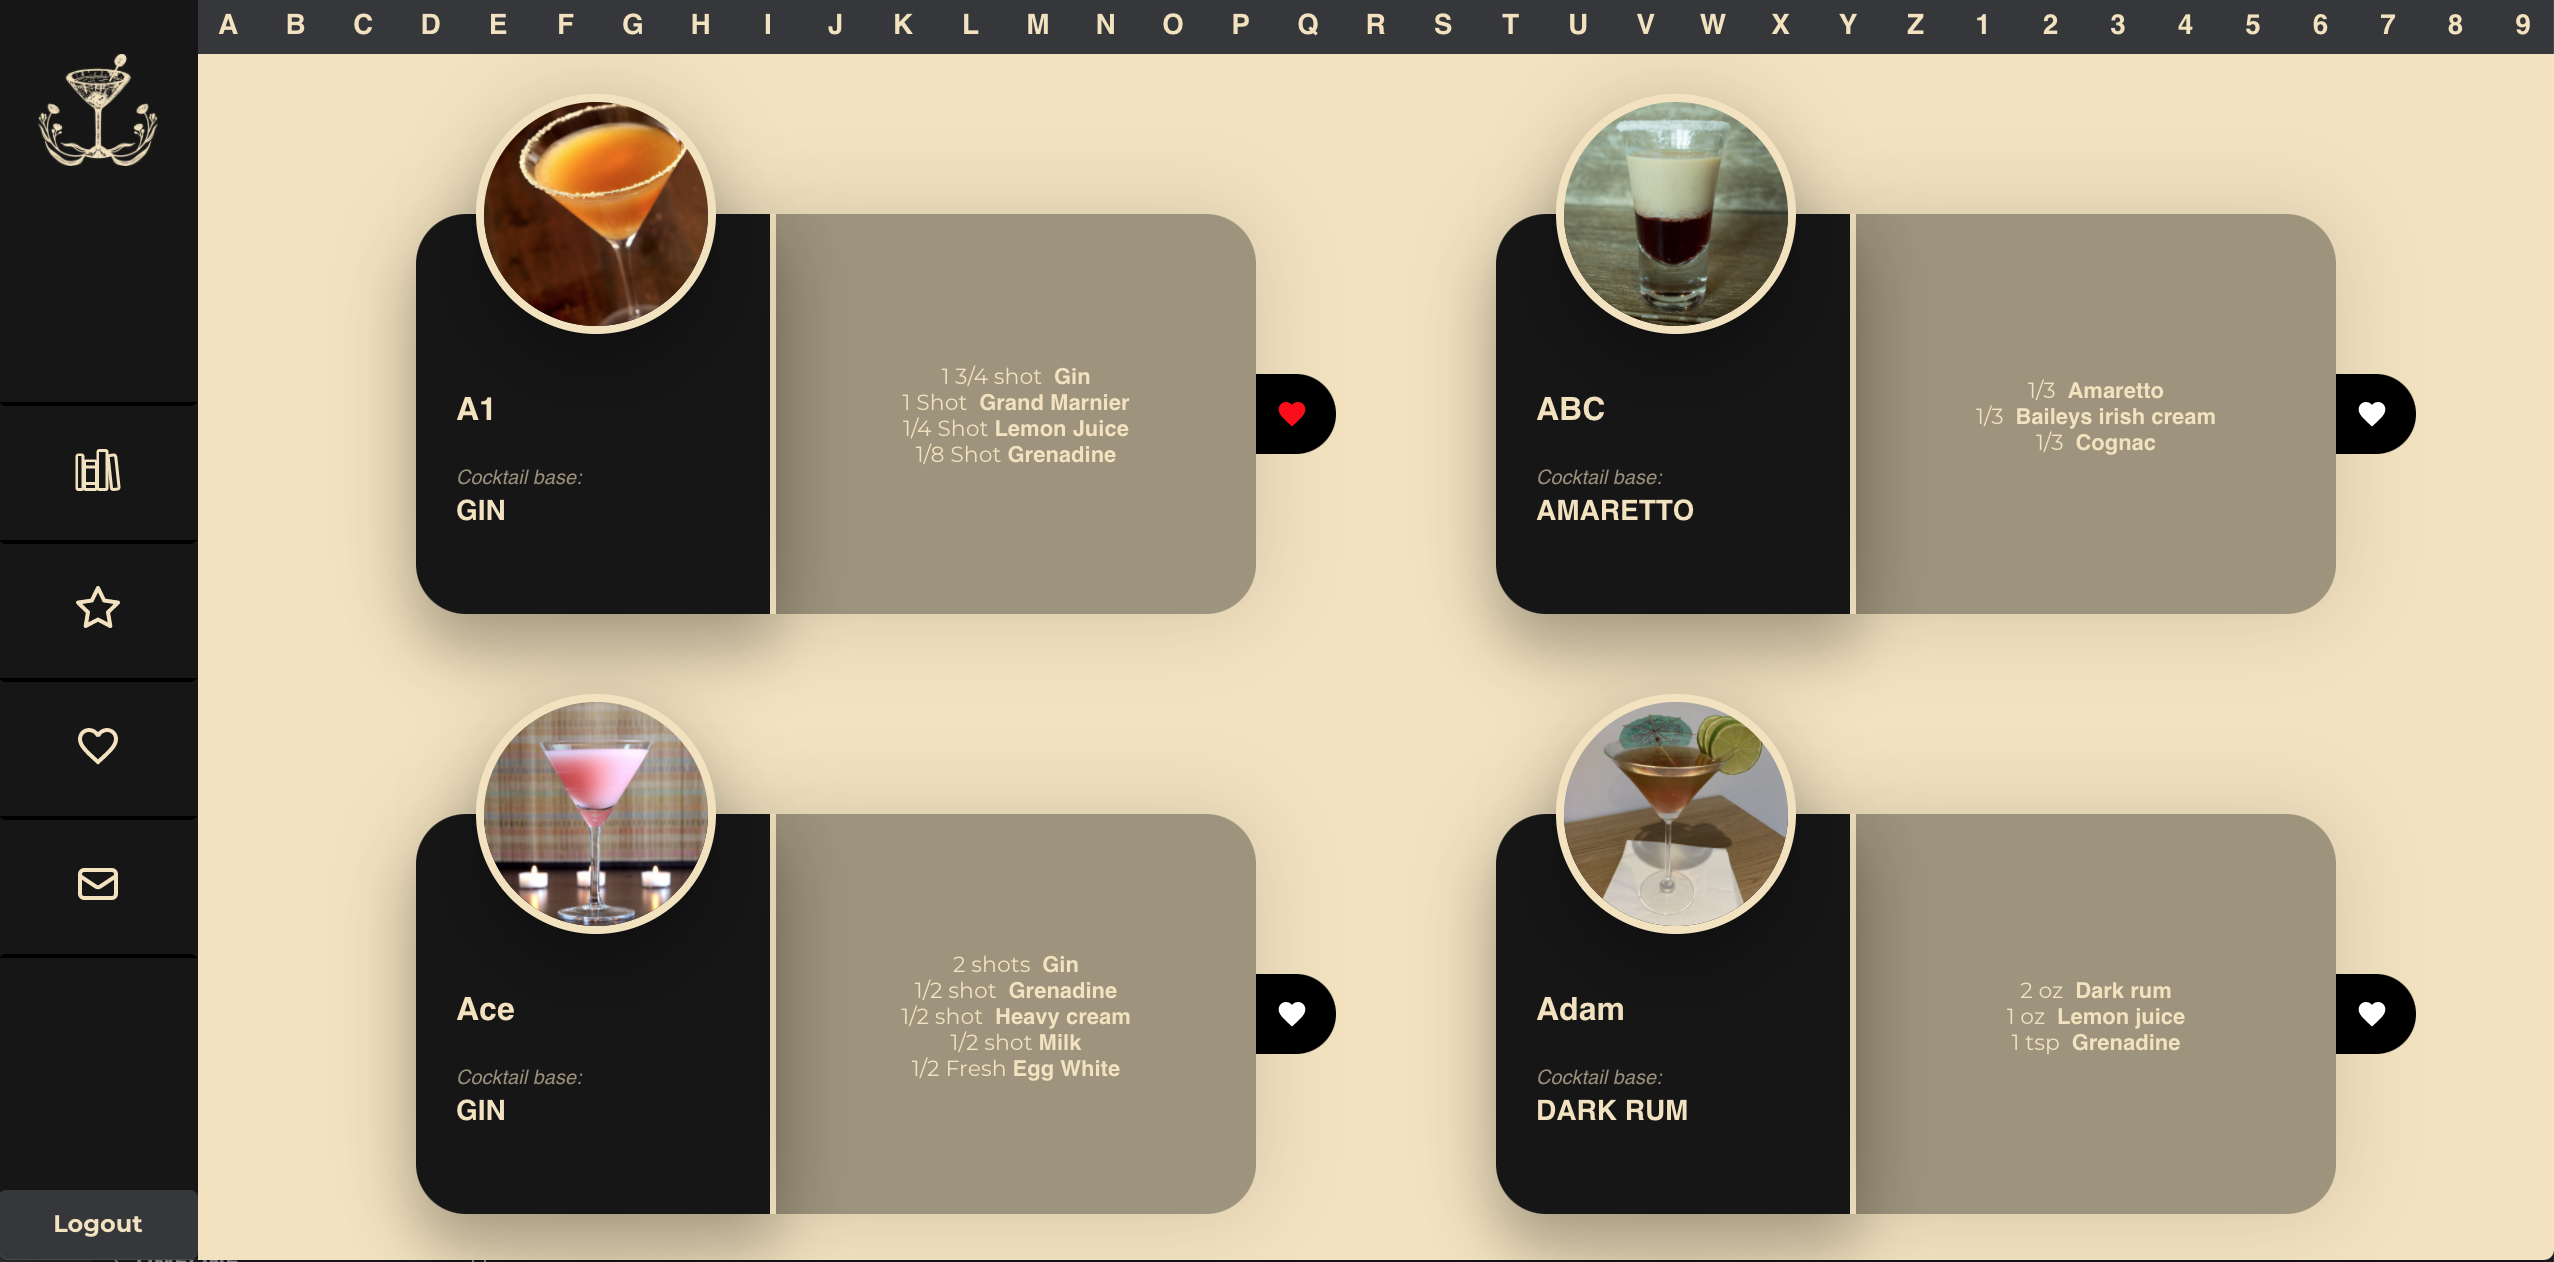 A B C D E F G H I J K L M N O P Q R S T U V W X Y Z 1 2 3 4 5 6 7 8 9
A1
Cocktail base:
GIN
1 3/4 shot Gin
1 Shot Grand Marnier
1/4 Shot Lemon Juice
1/8 Shot Grenadine
ABC
Cocktail base:
AMARETTO
1/3 Amaretto
1/3 Baileys irish cream
1/3 Cognac
Ace
Cocktail base:
GIN
2 shots Gin
1/2 shot Grenadine
1/2 shot Heavy cream
1/2 shot Milk
1/2 Fresh Egg White
Adam
Cocktail base:
DARK RUM
2 oz Dark rum
1 oz Lemon juice
1 tsp Grenadine
Logout